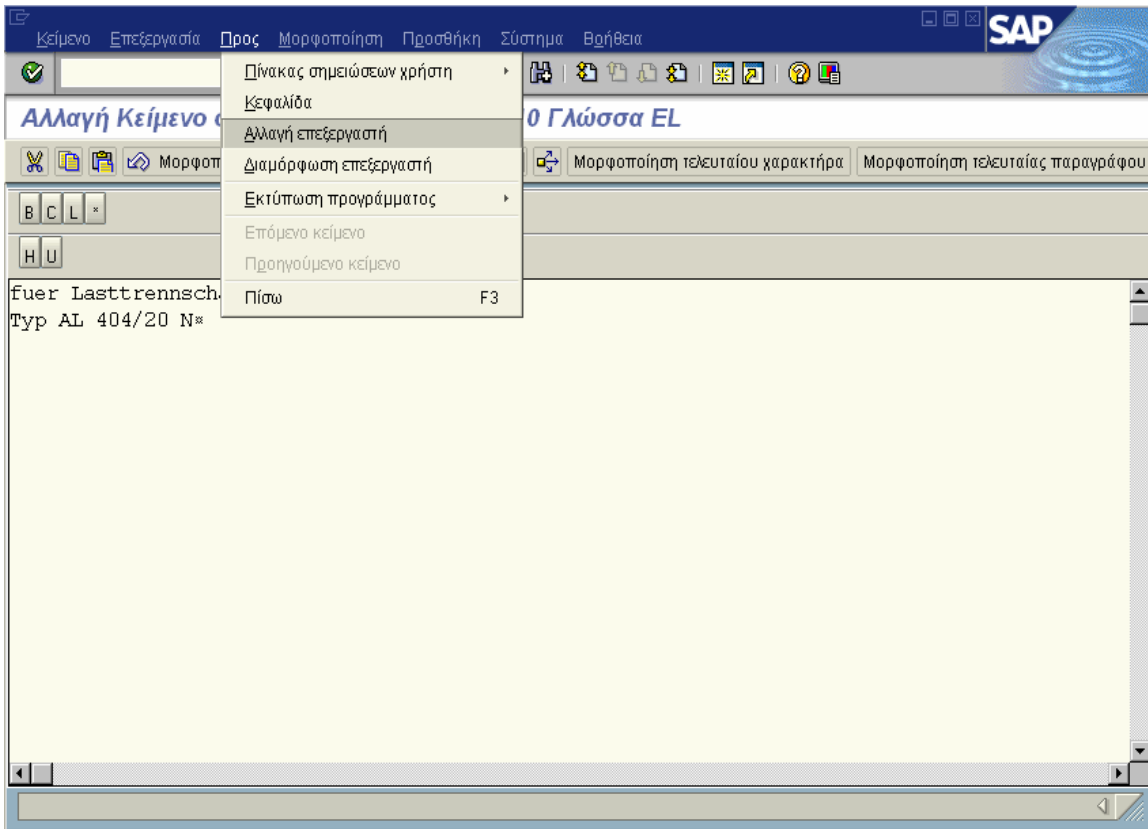 Κείμενο Επεξεργασία Προς Μορφοποίηση Προσθήκη Σύστημα Βοήθεια
SAP
Πίνακας σημειώσεων χρήστη
Κεφαλίδα
Αλλαγή επεξεργαστή
Διαμόρφωση επεξεργαστή
Εκτύπωση προγράμματος
Επόμενο κείμενο
Προηγούμενο κείμενο
Πίσω F3
Αλλαγή Κείμενο 0 Γλώσσα EL
Μορφοπ Μορφοποίηση τελευταίου χαρακτήρα Μορφοποίηση τελευταίας παραγράφου
B C L *
H U
fuer Lasttrennsch
Typ AL 404/20 N¤